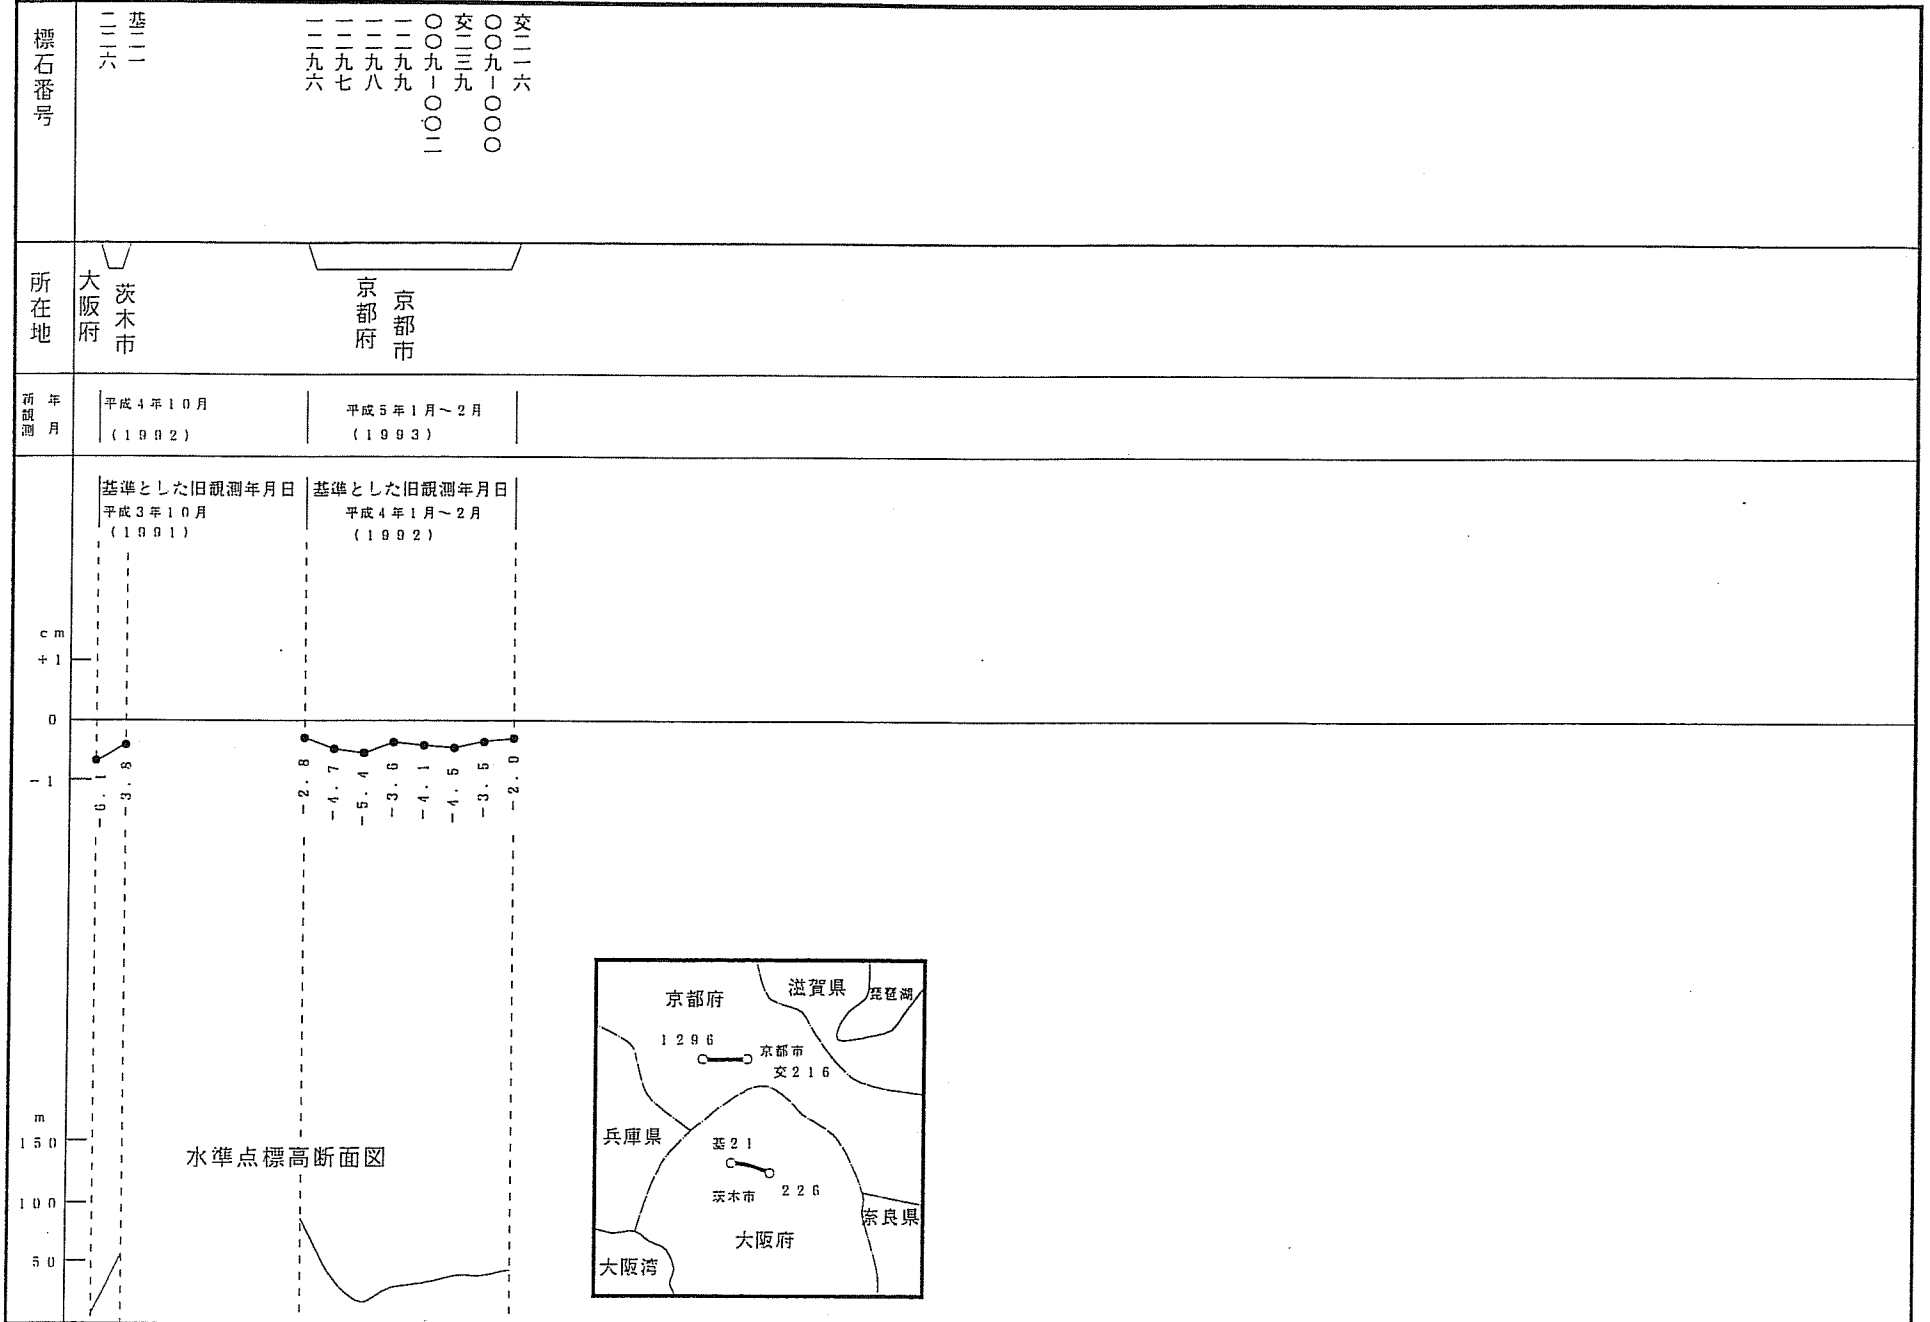 標石番号
二二六
基二一
一二九六
一二九七
一二九八
一二九九
〇〇九-〇〇二
交二三九
〇〇九-〇〇〇
交二一六
所在地
大阪府
茨木市
京都府
京都市
新観測
年月
平成4年10月
(1992)
平成5年1月~2月
(1993)
基準とした旧観測年月日
平成3年10月
(1991)
基準とした旧観測年月日
平成4年1月~2月
(1992)
cm
+1
0
-1
-6.1
-3.8
-2.8
-4.7
-5.4
-3.6
-4.1
-4.5
-3.5
-2.9
m
150
100
50
水準点標高断面図
京都府
滋賀県
琵琶湖
1296
京都市
交216
兵庫県
基21
茨木市
226
奈良県
大阪府
大阪湾